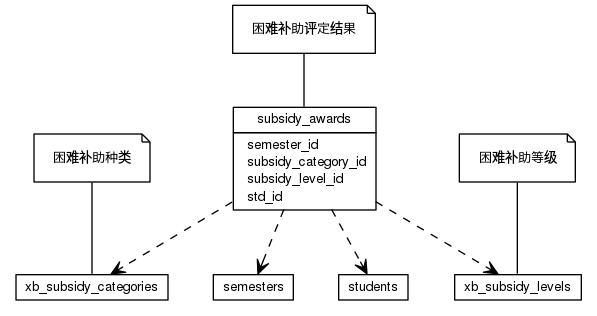 困难补助评定结果
subsidy_awards
semester_id
subsidy_category_id
subsidy_level_id
std_id
困难补助种类
困难补助等级
xb_subsidy_categories
semesters
students
xb_subsidy_levels